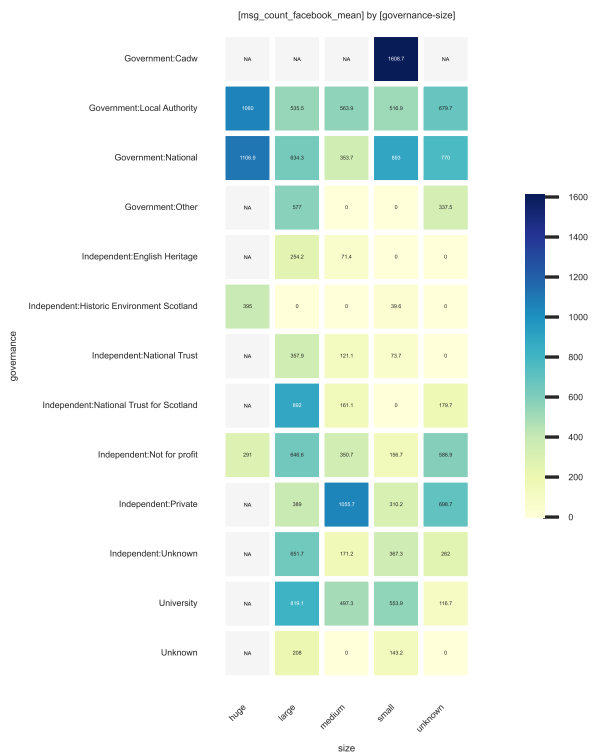 [msg_count_facebook_mean] by [governance-size]
Government:Cadw NA NA NA 1608.7 NA
Government:Local Authority 1060 535.5 563.9 516.9 679.7
Government:National 1106.9 634.3 353.7 893 770
Government:Other NA 577 0 0 337.5
Independent:English Heritage NA 254.2 71.4 0 0
Independent:Historic Environment Scotland 395 0 0 39.6 0
Independent:National Trust NA 357.9 121.1 73.7 0
Independent:National Trust for Scotland NA 892 161.1 0 179.7
Independent:Not for profit 291 646.6 350.7 156.7 586.9
Independent:Private NA 389 1055.7 310.2 698.7
Independent:Unknown NA 651.7 171.2 367.3 262
University NA 819.1 497.3 553.9 116.7
Unknown NA 208 0 143.2 0
huge large medium small unknown
size
governance
1600
1400
1200
1000
800
600
400
200
0